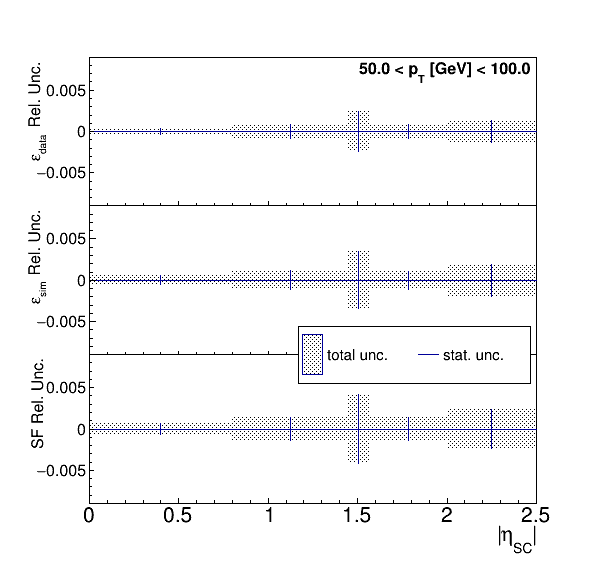 50.0 < p_T [GeV] < 100.0
ε_data Rel. Unc.
0.005
0
−0.005
ε_sim Rel. Unc.
0.005
0
−0.005
total unc. stat. unc.
SF Rel. Unc.
0.005
0
−0.005
0 0.5 1 1.5 2 2.5
|η_SC|